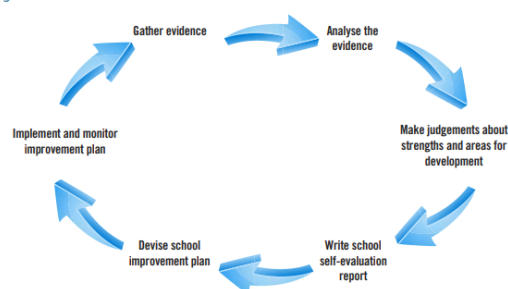 Gather evidence
Analyse the
evidence
Make judgements about
strengths and areas for
development
Write school
self-evaluation
report
Devise school
improvement plan
Implement and monitor
improvement plan